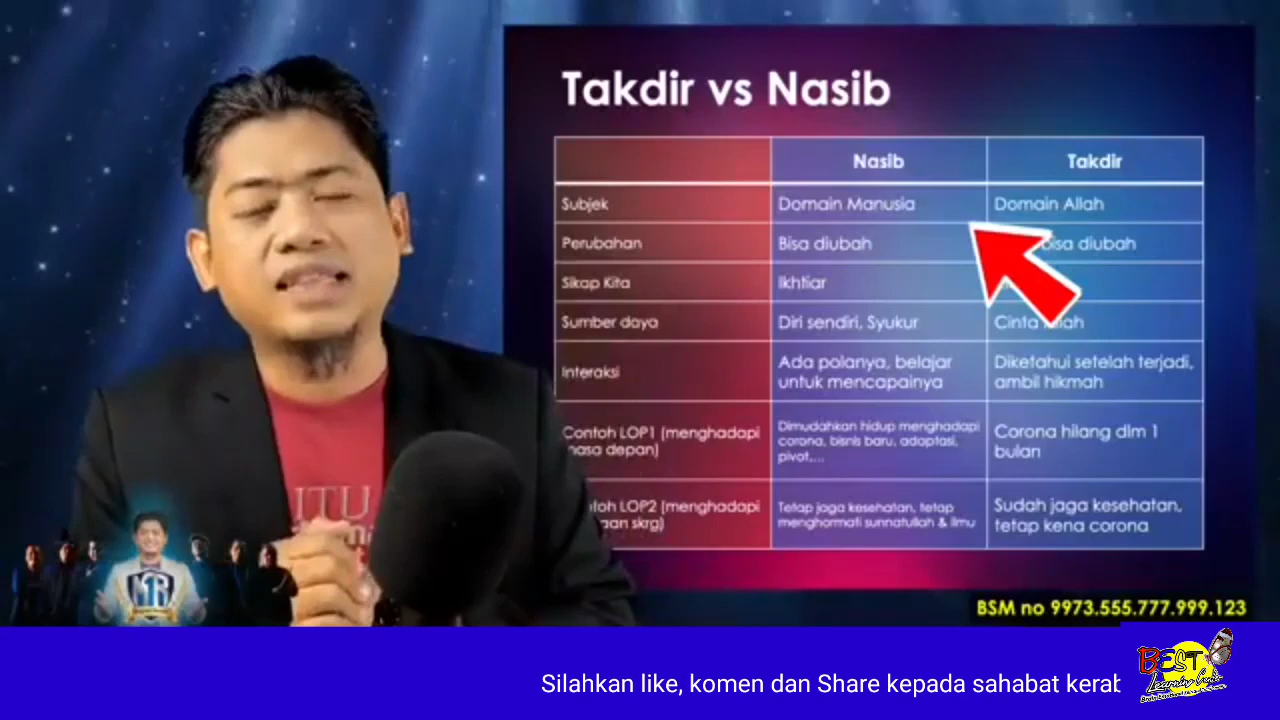 Takdir vs Nasib
Nasib
Takdir
Subjek
Domain Manusia
Domain Allah
Perubahan
Bisa diubah
bisa diubah
Sikap Kita
Ikhtiar
Sumber daya
Diri sendiri, Syukur
Cinta
Interaksi
Ada polanya, belajar
untuk mencapainya
Diketahui setelah terjadi,
ambil hikmah
Contoh LOP1 (menghadapi
depan)
Dimudahkan hidup menghadapi
corona, bisnis baru, adaptasi,
pivot,...
Corona hilang dlm 1
bulan
LOP2 (menghadapi
skrg)
Tetap jaga kesehatan, tetap
menghormati sunnatullah & ilmu
Sudah jaga kesehatan,
tetap kena corona
ITU
BSM no 9973.555.777.999.123
Silahkan like, komen dan Share kepada sahabat
BEST